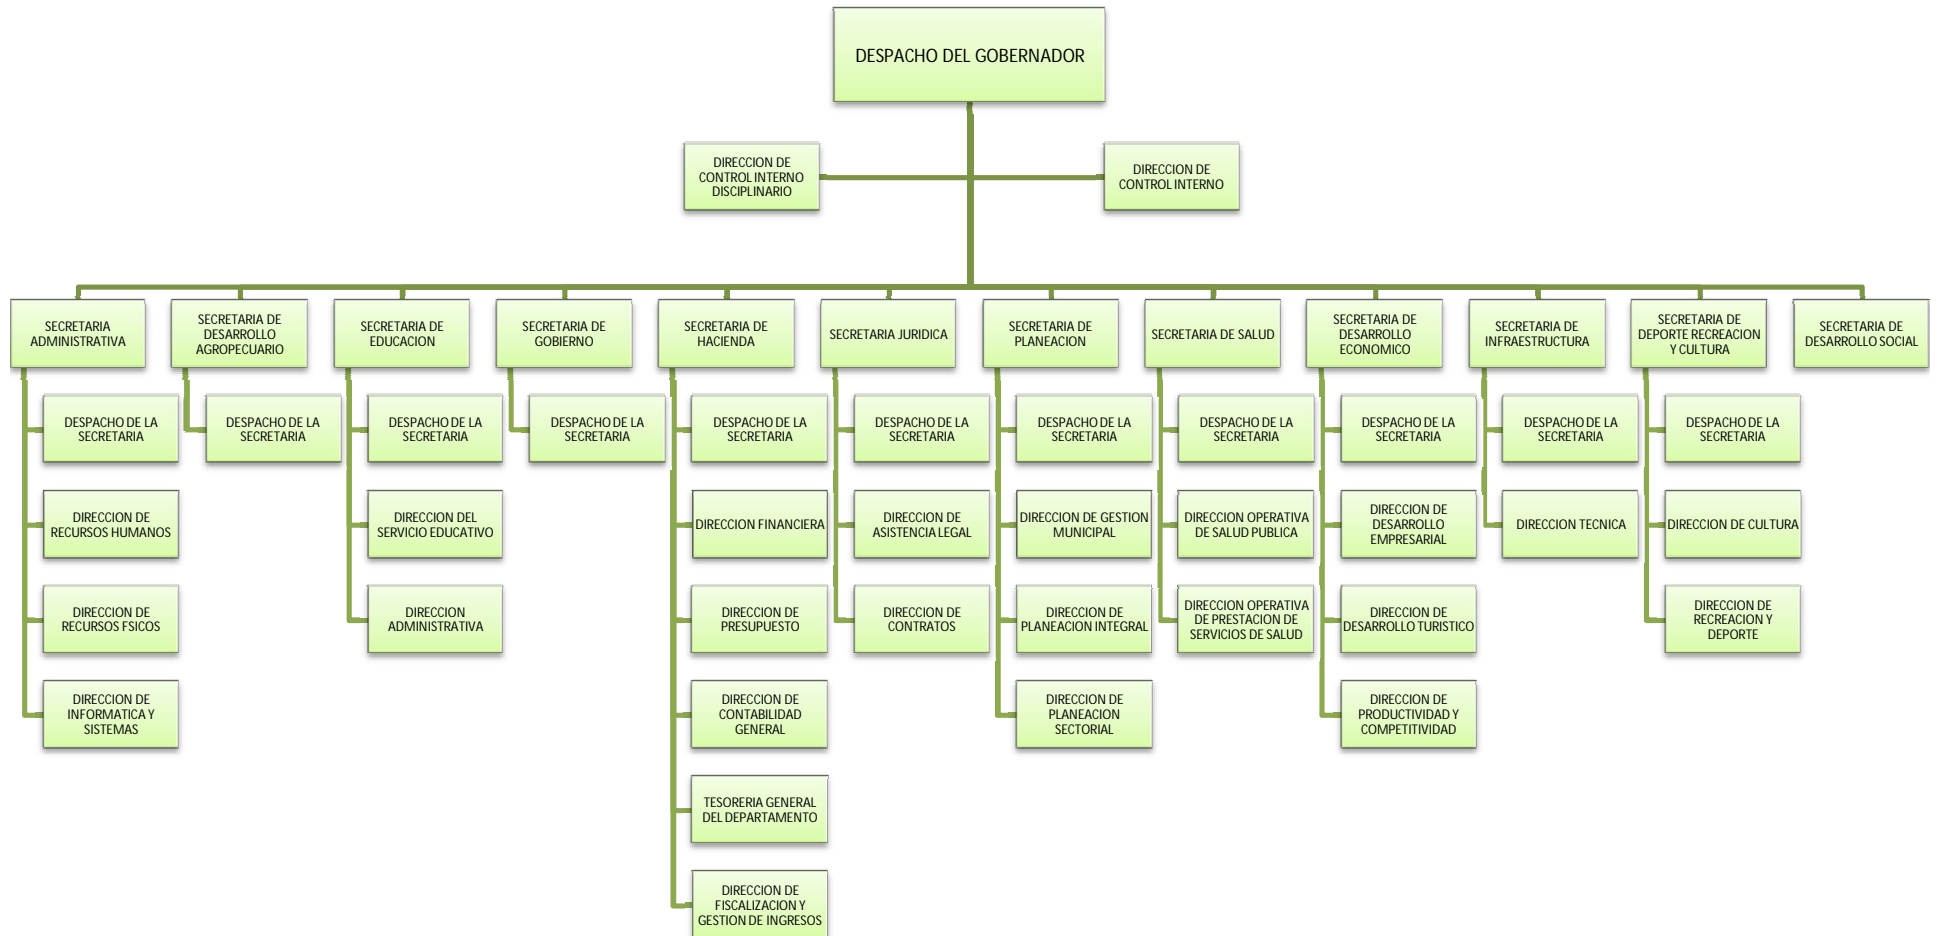 DESPACHO DEL GOBERNADOR
DIRECCION DE
CONTROL INTERNO
DISCIPLINARIO
DIRECCION DE
CONTROL INTERNO
SECRETARIA
ADMINISTRATIVA
SECRETARIA DE
DESARROLLO
AGROPECUARIO
SECRETARIA DE
EDUCACION
SECRETARIA DE
GOBIERNO
SECRETARIA DE
HACIENDA
SECRETARIA JURIDICA
SECRETARIA DE
PLANEACION
SECRETARIA DE SALUD
SECRETARIA DE
DESARROLLO
ECONOMICO
SECRETARIA DE
INFRAESTRUCTURA
SECRETARIA DE
DEPORTE RECREACION
Y CULTURA
SECRETARIA DE
DESARROLLO SOCIAL
DESPACHO DE LA
SECRETARIA
DESPACHO DE LA
SECRETARIA
DESPACHO DE LA
SECRETARIA
DESPACHO DE LA
SECRETARIA
DESPACHO DE LA
SECRETARIA
DESPACHO DE LA
SECRETARIA
DESPACHO DE LA
SECRETARIA
DESPACHO DE LA
SECRETARIA
DESPACHO DE LA
SECRETARIA
DESPACHO DE LA
SECRETARIA
DESPACHO DE LA
SECRETARIA
DIRECCION DE
RECURSOS HUMANOS
DIRECCION DEL
SERVICIO EDUCATIVO
DIRECCION FINANCIERA
DIRECCION DE
ASISTENCIA LEGAL
DIRECCION DE GESTION
MUNICIPAL
DIRECCION OPERATIVA
DE SALUD PUBLICA
DIRECCION DE
DESARROLLO
EMPRESARIAL
DIRECCION TECNICA
DIRECCION DE CULTURA
DIRECCION DE
RECURSOS FSICOS
DIRECCION
ADMINISTRATIVA
DIRECCION DE
PRESUPUESTO
DIRECCION DE
CONTRATOS
DIRECCION DE
PLANEACION INTEGRAL
DIRECCION OPERATIVA
DE PRESTACION DE
SERVICIOS DE SALUD
DIRECCION DE
DESARROLLO TURISTICO
DIRECCION DE
RECREACION Y
DEPORTE
DIRECCION DE
INFORMATICA Y
SISTEMAS
DIRECCION DE
CONTABILIDAD
GENERAL
DIRECCION DE
PLANEACION
SECTORIAL
DIRECCION DE
PRODUCTIVIDAD Y
COMPETITIVIDAD
TESORERIA GENERAL
DEL DEPARTAMENTO
DIRECCION DE
FISCALIZACION Y
GESTION DE INGRESOS